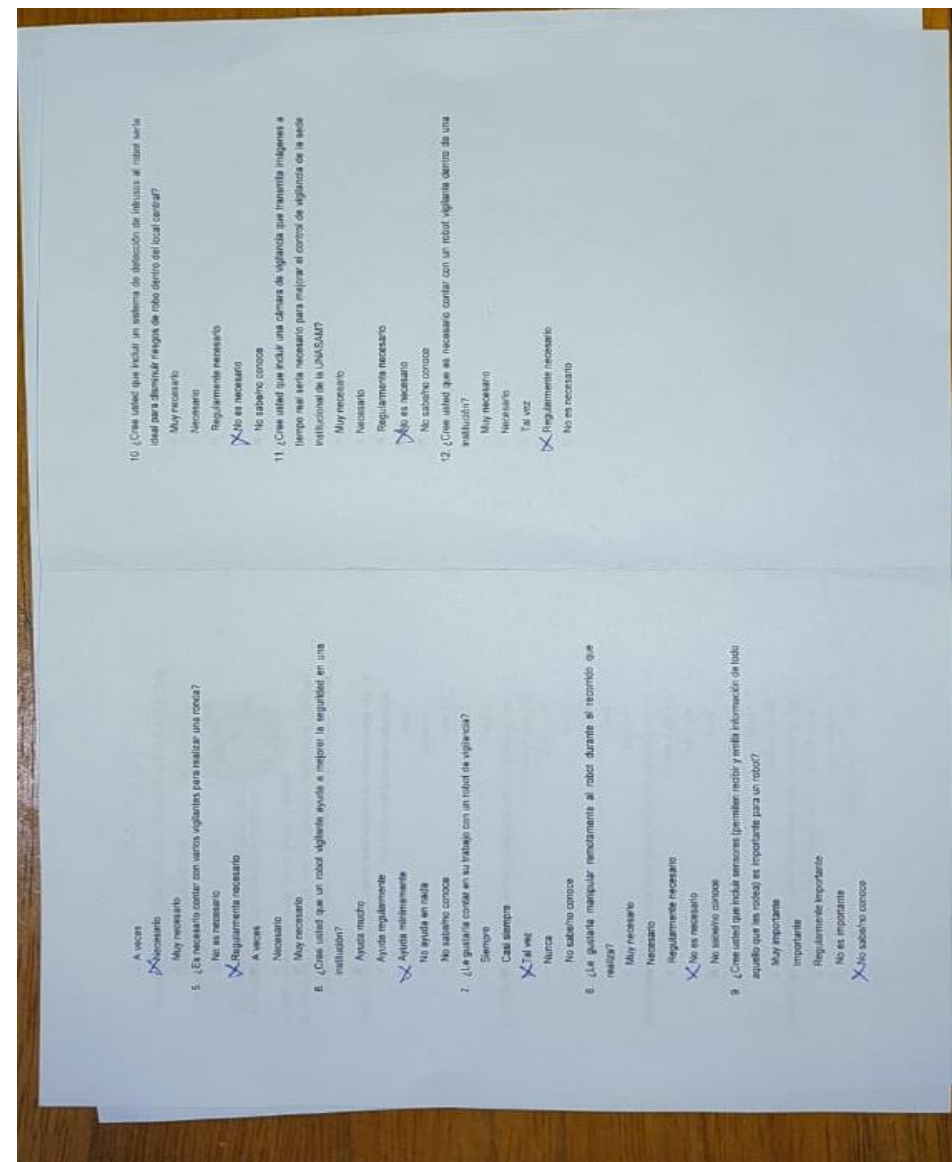 A veces
Necesario
Muy necesario
5. ¿Es necesario contar con varios vigilantes para realizar una ronda?
No es necesario
Regularmente necesario
A veces
Necesario
Muy necesario
6. ¿Cree usted que un robot vigilante ayuda a mejorar la seguridad en una
institución?
Ayuda mucho
Ayuda regularmente
Ayuda mínimamente
No ayuda en nada
No sabe/no conoce
7. ¿Le gustaría contar en su trabajo con un robot de vigilancia?
Siempre
Casi siempre
Tal vez
Nunca
No sabe/no conoce
8. ¿Le gustaría manipular remotamente al robot durante el recorrido que
realiza?
Muy necesario
Necesario
Regularmente necesario
No es necesario
No sabe/no conoce
9. ¿Cree usted que incluir sensores (permiten recibir y emitir información de todo
aquello que les rodea) es importante para un robot?
Muy importante
Importante
Regularmente importante
No es importante
No sabe/no conoce
10. ¿Cree usted que incluir un sistema de detección de intrusos al robot sería
ideal para disminuir riesgos de robo dentro del local central?
Muy necesario
Necesario
Regularmente necesario
No es necesario
No sabe/no conoce
11. ¿Cree usted que incluir una cámara de vigilancia que transmita imágenes a
tiempo real sería necesario para mejorar el control de vigilancia de la sede
institucional de la UNASAM?
Muy necesario
Necesario
Regularmente necesario
No es necesario
No sabe/no conoce
12. ¿Cree usted que es necesario contar con un robot vigilante dentro de una
institución?
Muy necesario
Necesario
Tal vez
Regularmente necesario
No es necesario